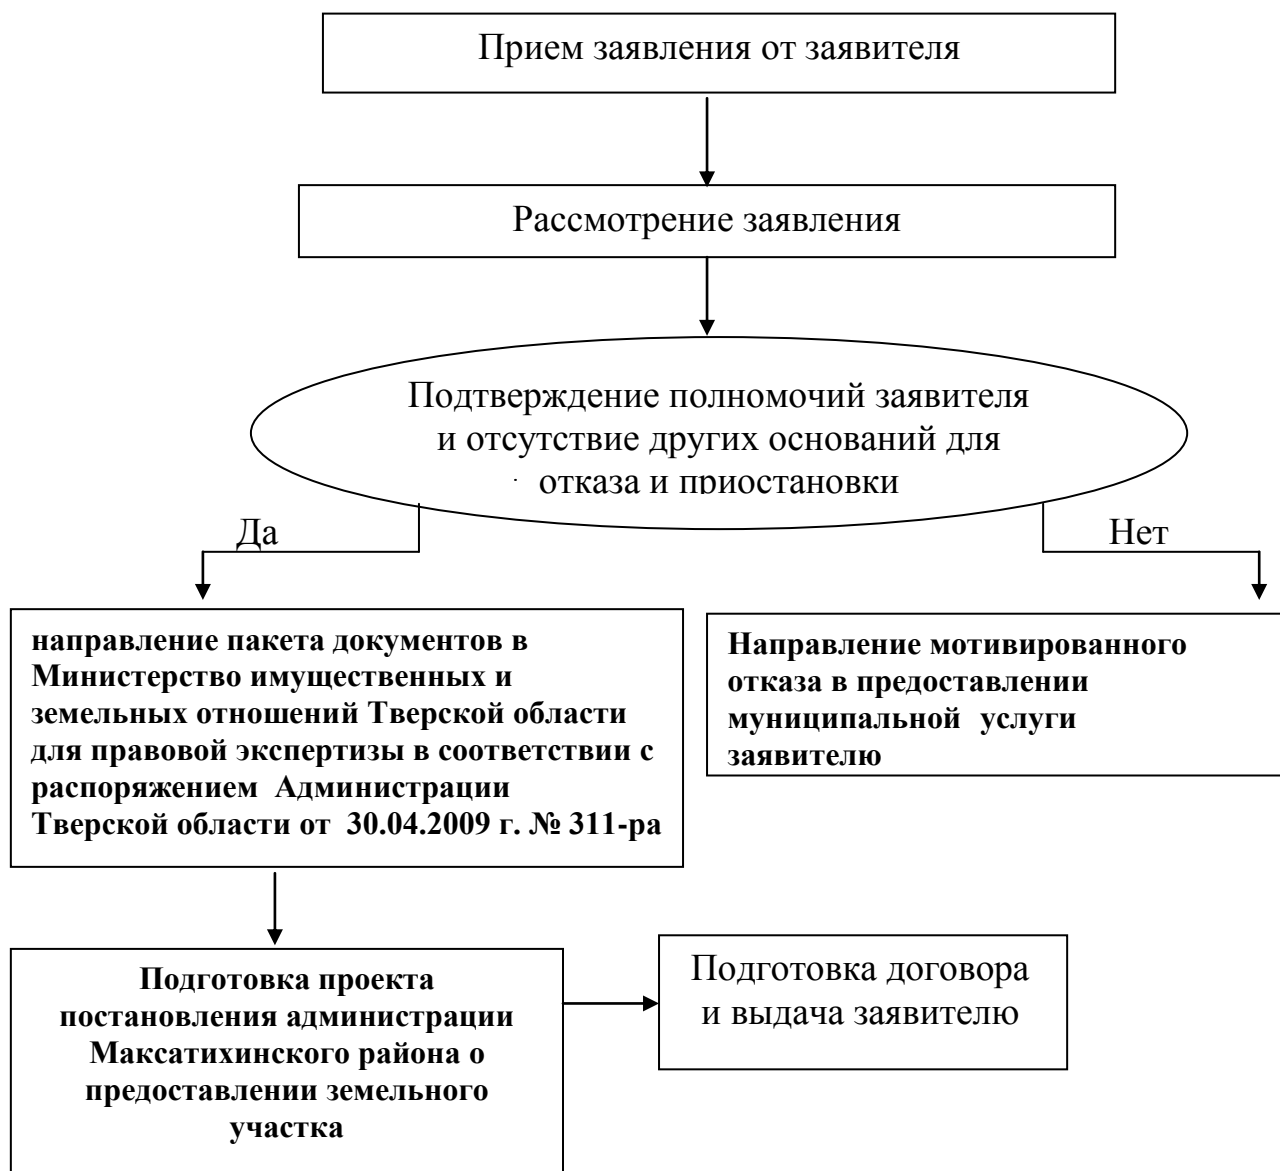 Прием заявления от заявителя
Рассмотрение заявления
Подтверждение полномочий заявителя
и отсутствие других оснований для
отказа и приостановки
Да
Нет
направление пакета документов в
Министерство имущественных и
земельных отношений Тверской области
для правовой экспертизы в соответствии с
распоряжением Администрации
Тверской области от 30.04.2009 г. № 311-ра
Направление мотивированного
отказа в предоставлении
муниципальной услуги
заявителю
Подготовка проекта
постановления администрации
Максатихинского района о
предоставлении земельного
участка
Подготовка договора
и выдача заявителю